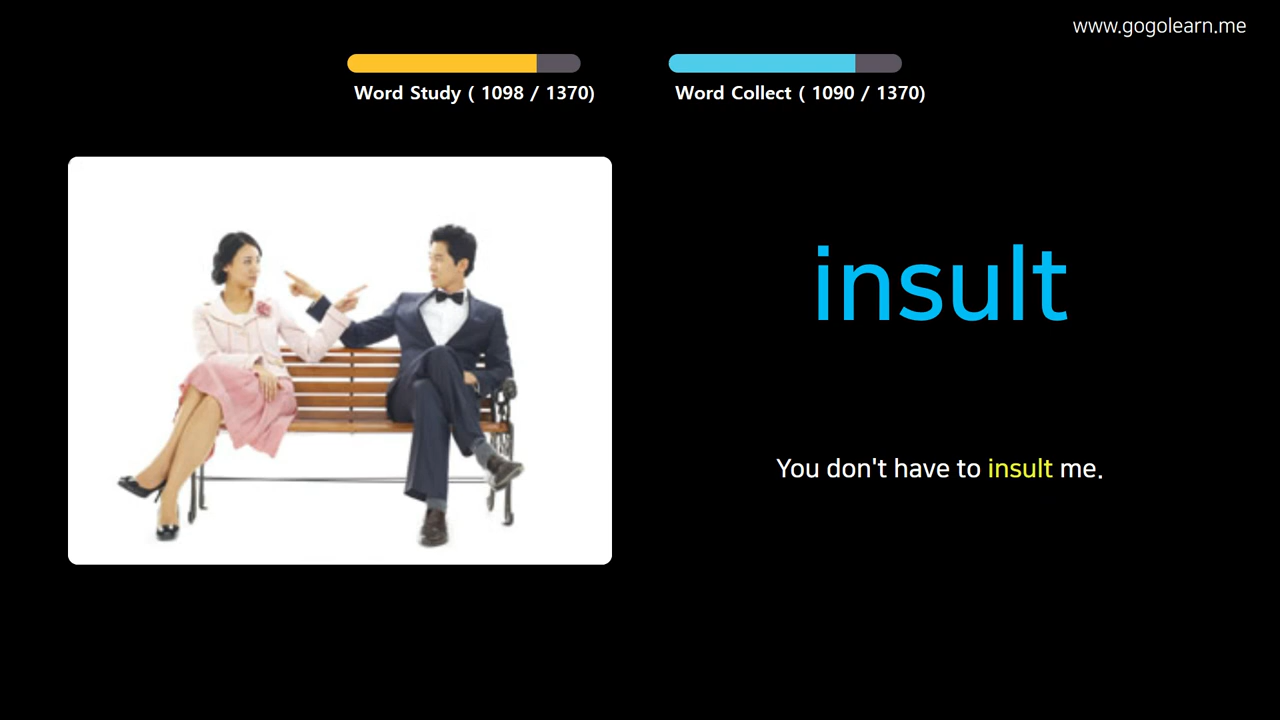 www.gogolearn.me
Word Study ( 1098 / 1370)
Word Collect ( 1090 / 1370)
insult
You don't have to insult me.